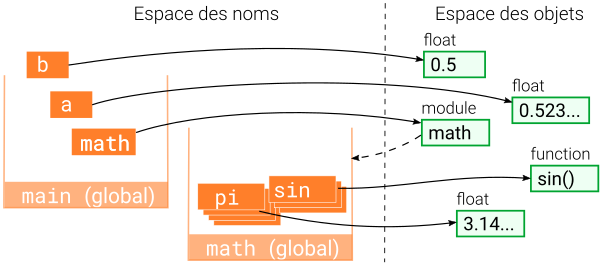 Espace des noms
Espace des objets
float
b
0.5
float
a
0.523...
module
math
math
function
pi
sin
sin()
main (global)
float
3.14...
math (global)